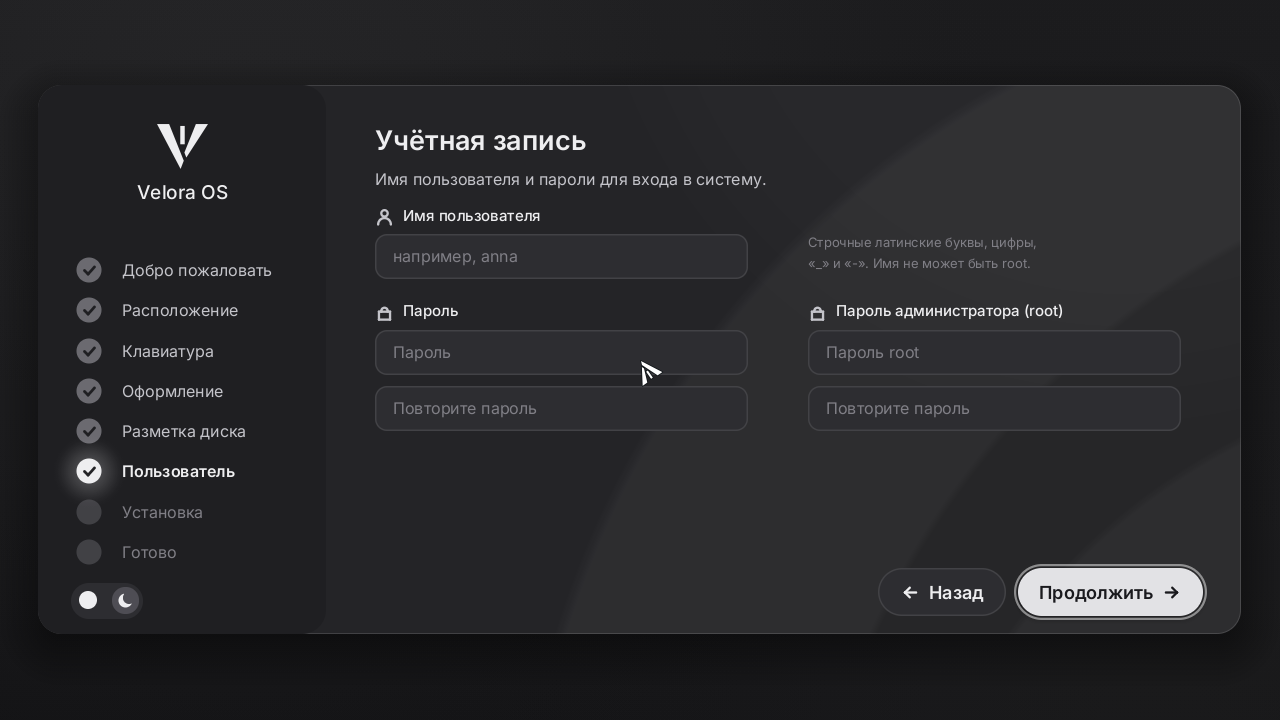 Velora OS
Добро пожаловать
Расположение
Клавиатура
Оформление
Разметка диска
Пользователь
Установка
Готово
Учётная запись
Имя пользователя и пароли для входа в систему.
Имя пользователя
например, anna
Строчные латинские буквы, цифры,
«_» и «-». Имя не может быть root.
Пароль
Пароль
Повторите пароль
Пароль администратора (root)
Пароль root
Повторите пароль
Назад
Продолжить